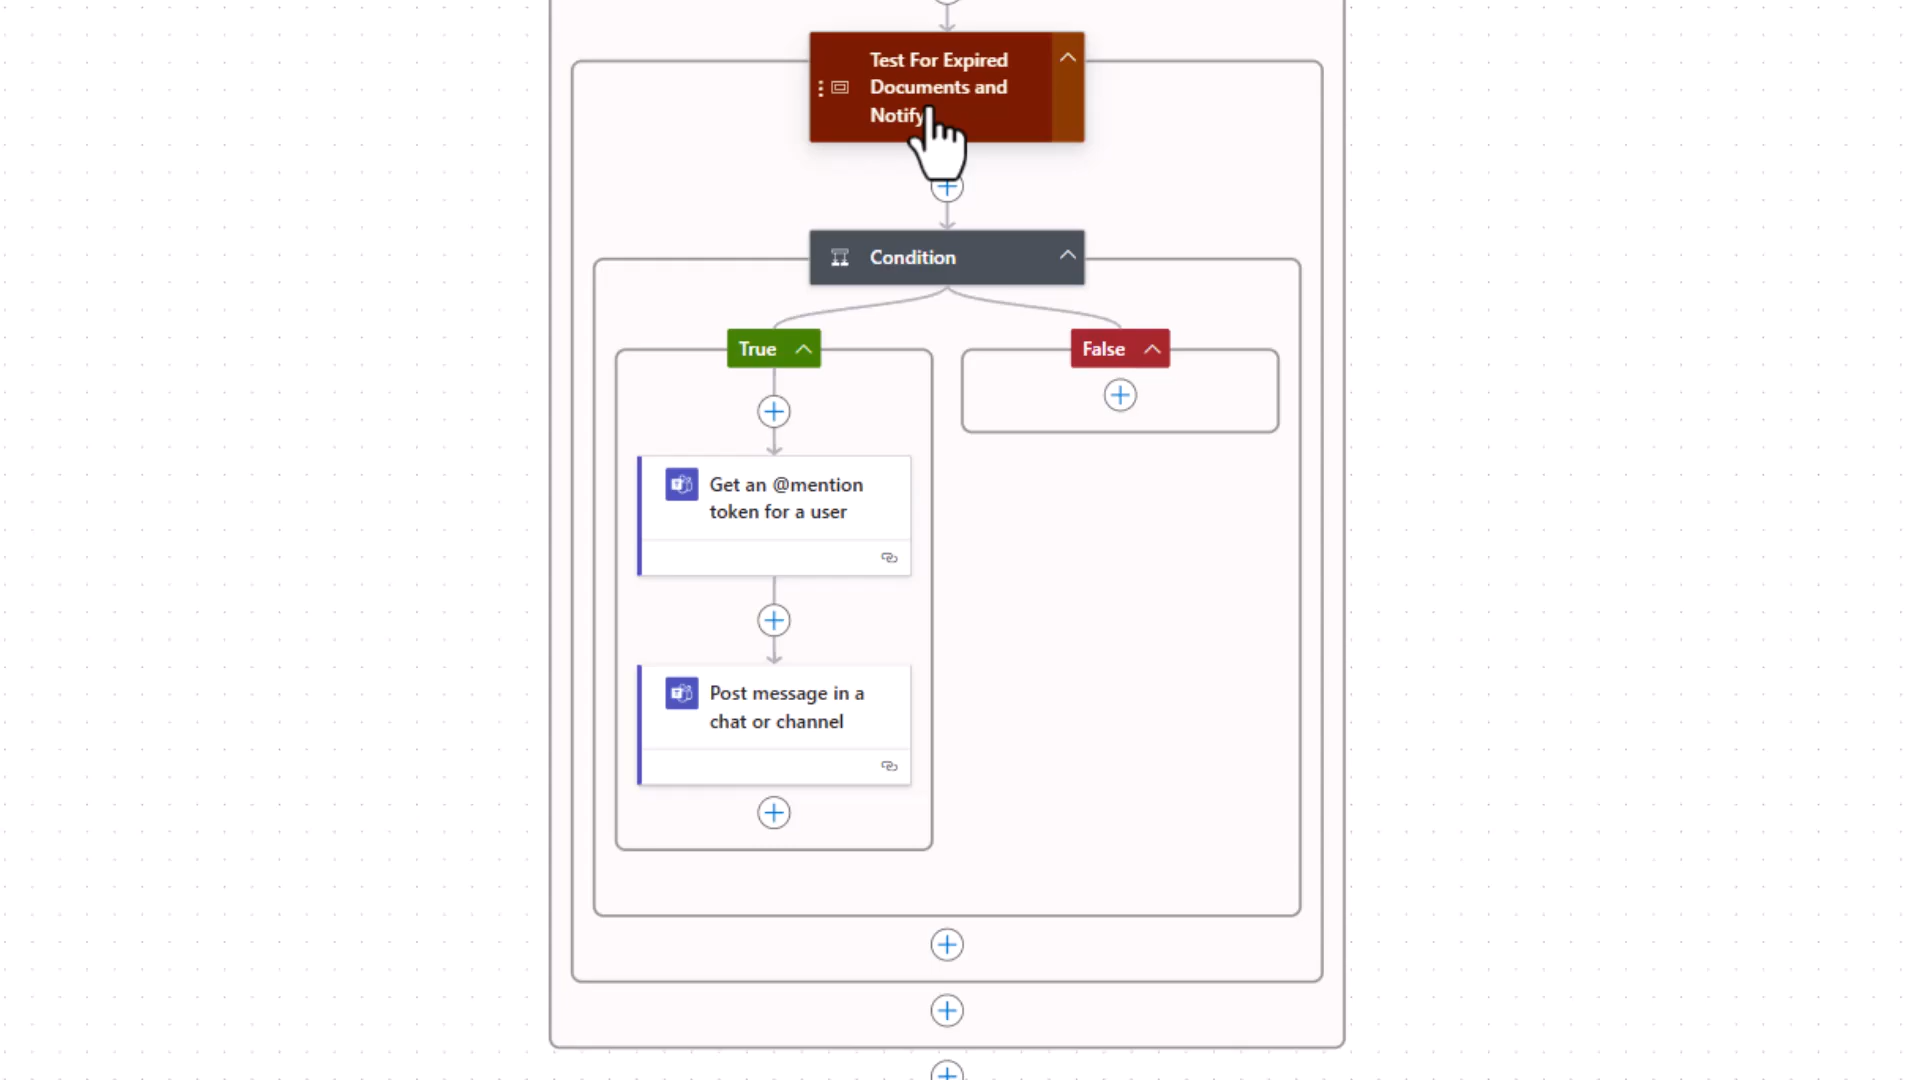 Test For Expired
Documents and
Notify
Condition
True
False
Get an @mention
token for a user
Post message in a
chat or channel